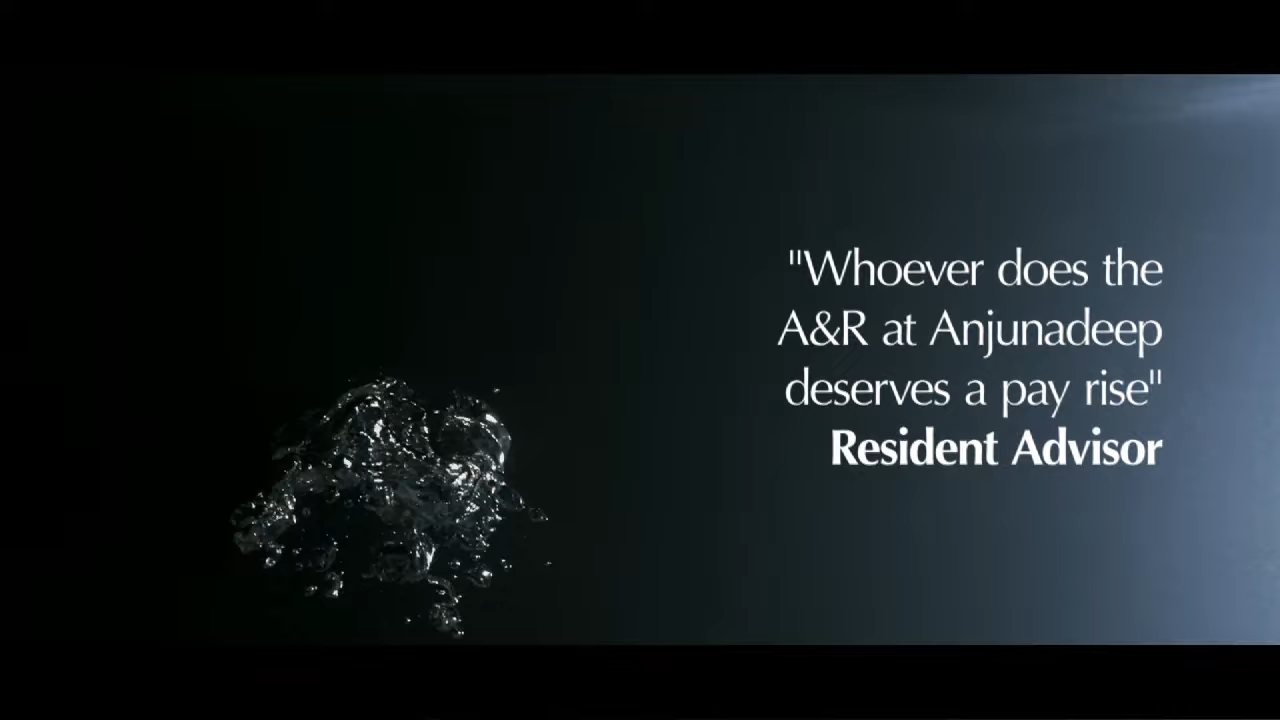 "Whoever does the
A&R at Anjunadeep
deserves a pay rise"
Resident Advisor